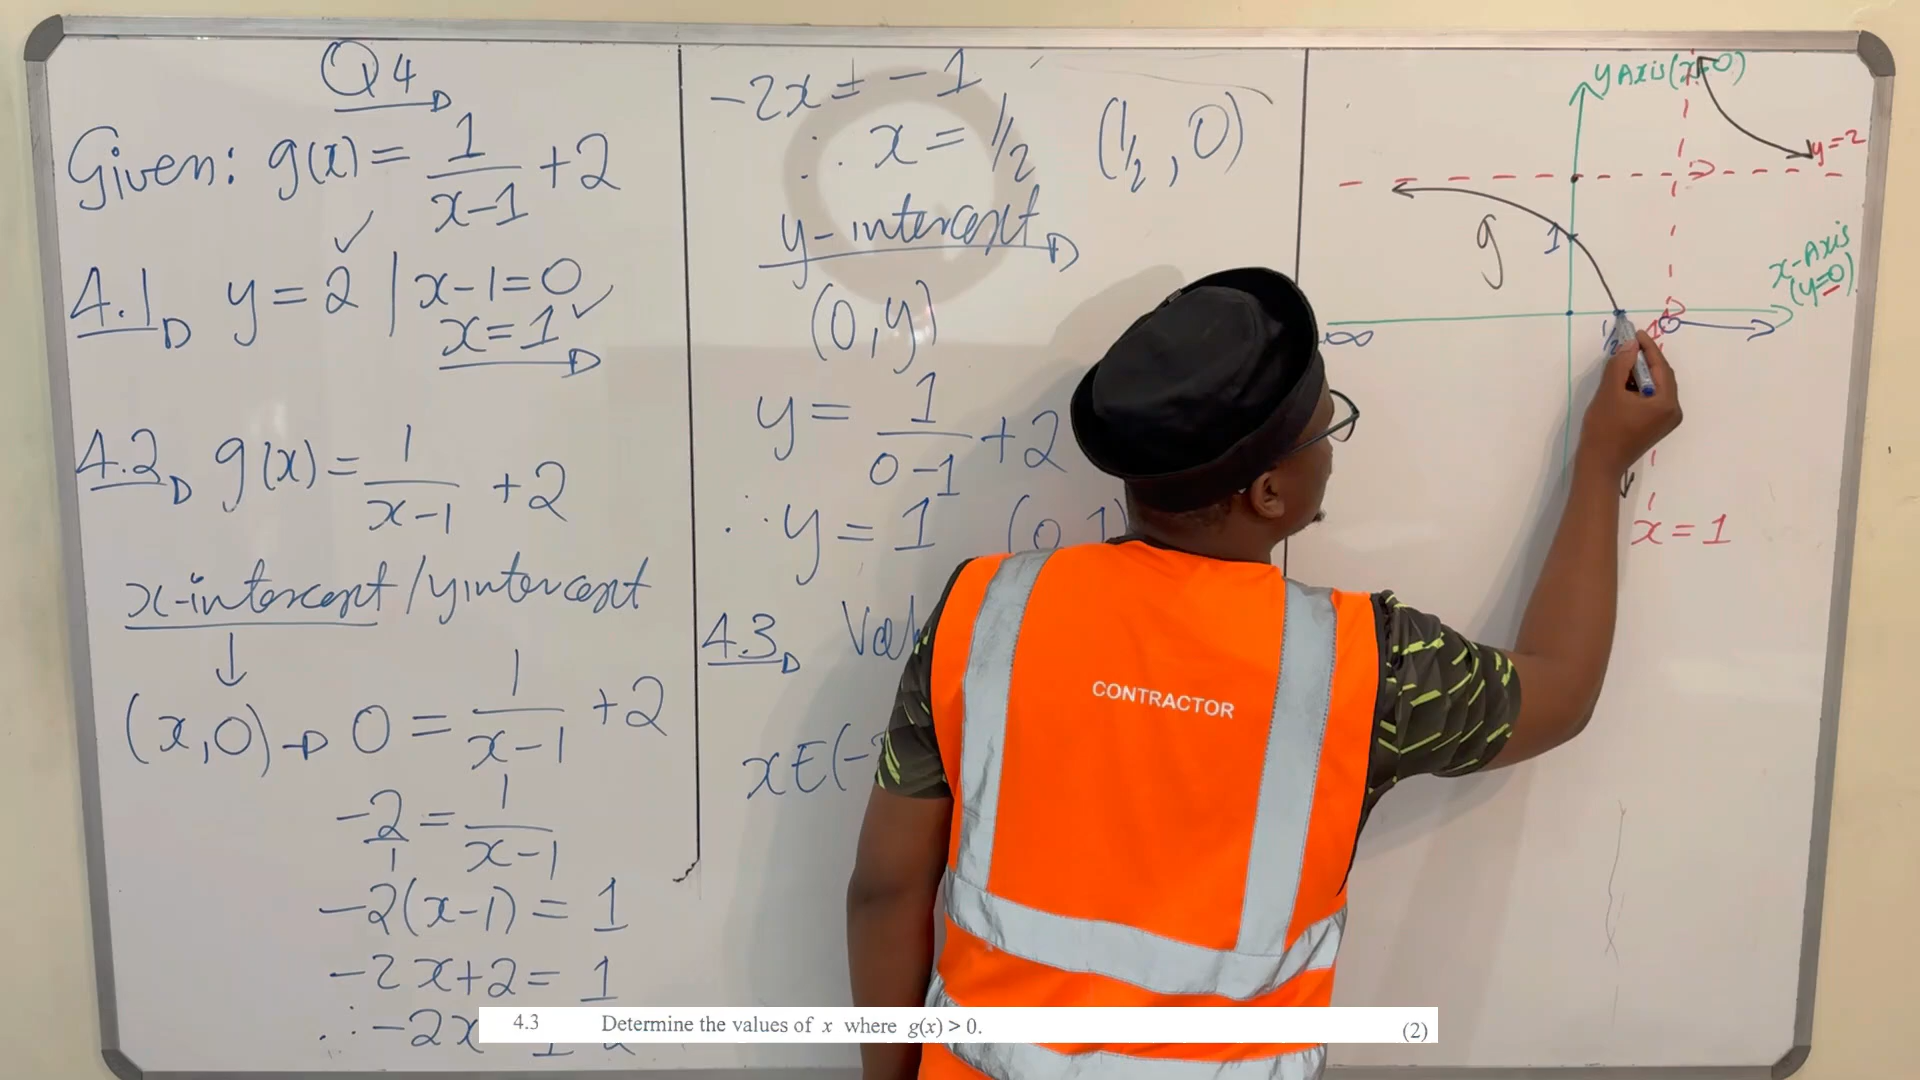 Q4
Given: g(x) = 1/(x-1) +2
4.1 y = 2 | x-1=0
x=1
4.2 g(x) = 1/(x-1) +2
x-intercept / y intercept
(x,0) → 0 = 1/(x-1) +2
-2/1 = 1/(x-1)
-2(x-1) = 1
-2x+2 = 1
∴ -2x
-2x = -1
∴ x = 1/2 (1/2, 0)
y-intercept
(0,y)
y = 1/(0-1) +2
∴ y = 1 (0,1)
4.3
x E (-
y Axis (x=0)
y=2
g
1
x-Axis
(y=0)
∞
1/2
1
x = 1
CONTRACTOR
4.3 Determine the values of x where g(x) > 0. (2)